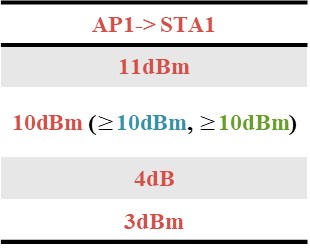 AP1->STA1
11dBm
10dBm (≥10dBm, ≥10dBm)
4dB
3dBm